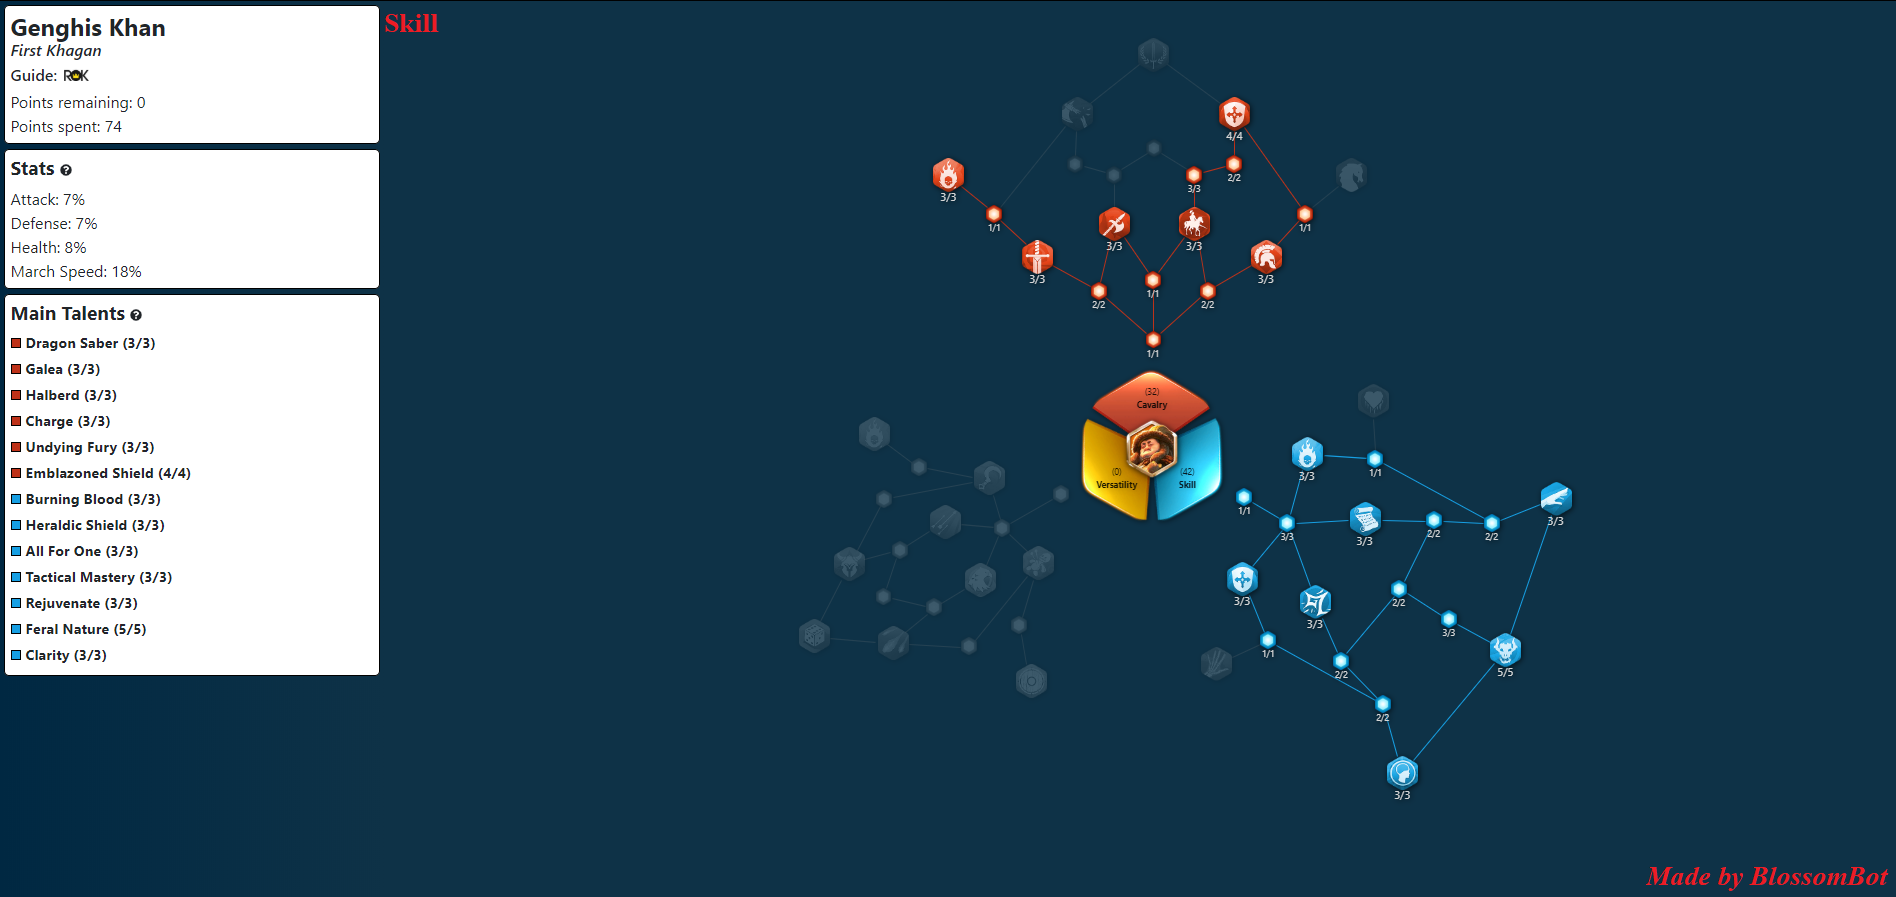 Genghis Khan
First Khagan
Guide: ROK
Points remaining: 0
Points spent: 74
Stats
Attack: 7%
Defense: 7%
Health: 8%
March Speed: 18%
Main Talents
Dragon Saber (3/3)
Galea (3/3)
Halberd (3/3)
Charge (3/3)
Undying Fury (3/3)
Emblazoned Shield (4/4)
Burning Blood (3/3)
Heraldic Shield (3/3)
All For One (3/3)
Tactical Mastery (3/3)
Rejuvenate (3/3)
Feral Nature (5/5)
Clarity (3/3)
Skill
4/4
3/3 2/2
3/3
1/1 1/1
3/3 3/3
3/3 3/3
2/2 1/1 2/2
1/1
(32)
Cavalry
(0) (42)
Versatility Skill
3/3 1/1
1/1 3/3
3/3 3/3 2/2 2/2
3/3 2/2
3/3 3/3
1/1 2/2 5/5
2/2
3/3
Made by BlossomBot